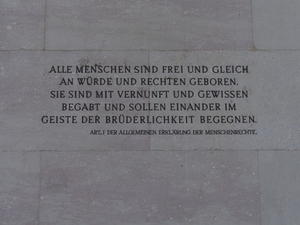 ALLE MENSCHEN SIND FREI UND GLEICH
AN WÜRDE UND RECHTEN GEBOREN.
SIE SIND MIT VERNUNFT UND GEWISSEN
BEGABT UND SOLLEN EINANDER IM
GEISTE DER BRÜDERLICHKEIT BEGEGNEN.
ART. 1 DER ALLGEMEINEN ERKLÄRUNG DER MENSCHENRECHTE.